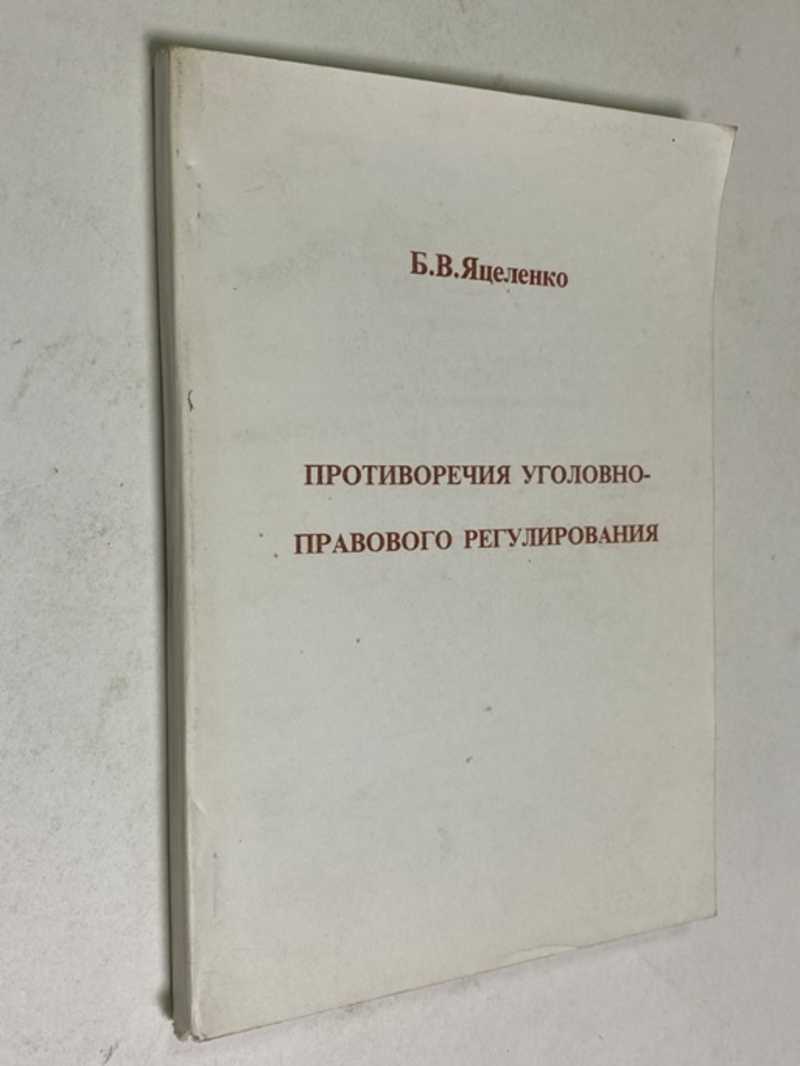 Б.В.Яцеленко
ПРОТИВОРЕЧИЯ УГОЛОВНО-
ПРАВОВОГО РЕГУЛИРОВАНИЯ